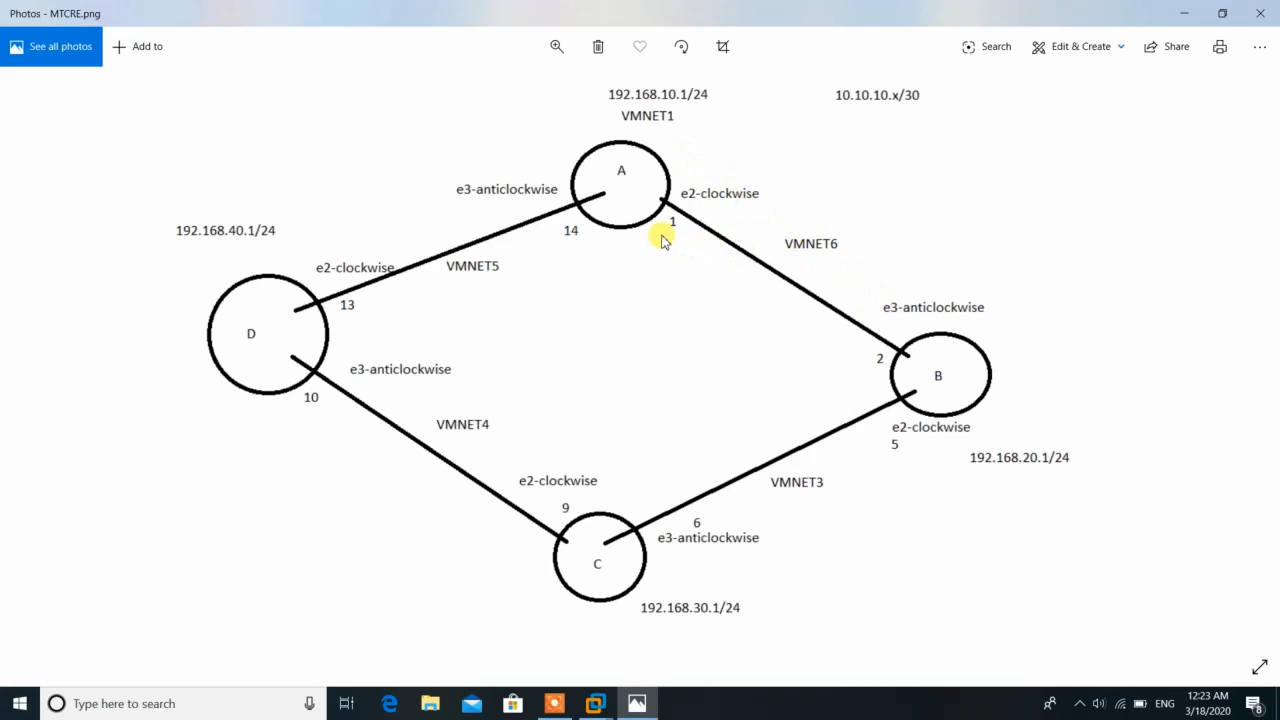 Photos - MTCRE.png
See all photos
Add to
Search
Edit & Create
Share
192.168.10.1/24
10.10.10.x/30
VMNET1
A
e3-anticlockwise
e2-clockwise
14
1
192.168.40.1/24
VMNET6
e2-clockwise
VMNET5
13
e3-anticlockwise
D
2
B
e3-anticlockwise
10
e2-clockwise
5
VMNET4
192.168.20.1/24
e2-clockwise
VMNET3
9
6
e3-anticlockwise
C
192.168.30.1/24
Type here to search
ENG
12:23 AM
3/18/2020
8